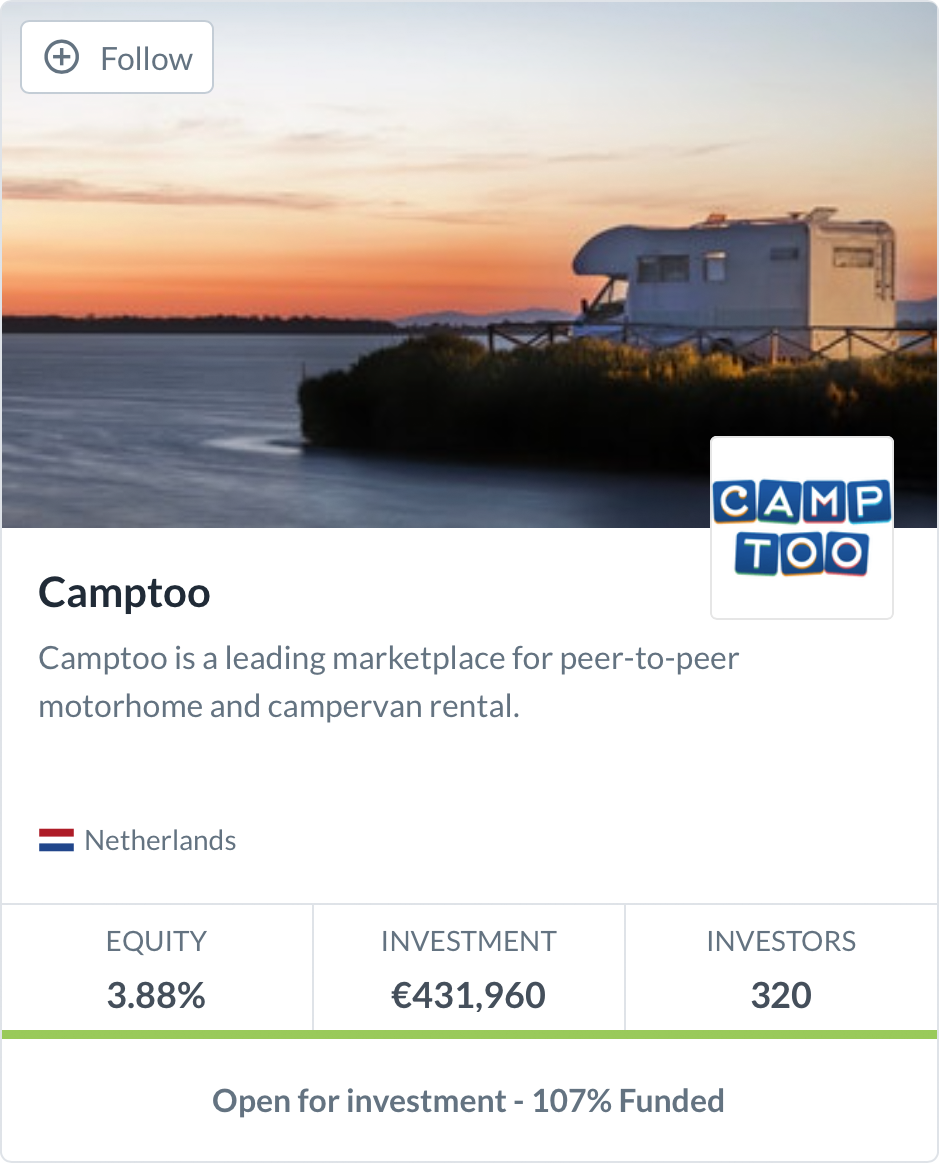 Follow
CAMP
TOO
Camptoo
Camptoo is a leading marketplace for peer-to-peer
motorhome and campervan rental.
Netherlands
EQUITY INVESTMENT INVESTORS
3.88% €431,960 320
Open for investment - 107% Funded